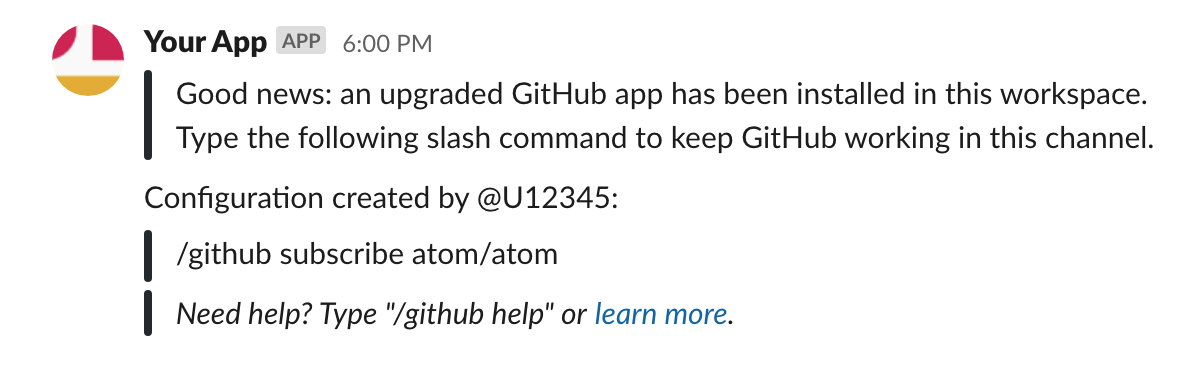 Your App APP 6:00 PM
Good news: an upgraded GitHub app has been installed in this workspace.
Type the following slash command to keep GitHub working in this channel.
Configuration created by @U12345:
/github subscribe atom/atom
Need help? Type "/github help" or learn more.